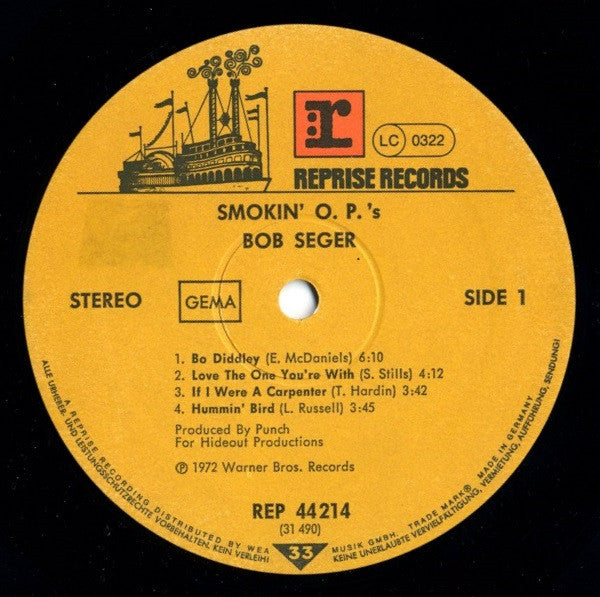 r
LC 0322
REPRISE RECORDS
SMOKIN' O. P. 's
BOB SEGER
STEREO
GEMA
SIDE 1
1. Bo Diddley (E. McDaniels) 6:10
2. Love The One You're With (S. Stills) 4:12
3. If I Were A Carpenter (T. Hardin) 3:42
4. Hummin' Bird (L. Russell) 3:45
Produced By Punch
For Hideout Productions
℗ 1972 Warner Bros. Records
REP 44214
(31 490)
33
A REPRISE RECORDING DISTRIBUTED BY WEA MUSIK GMBH. TRADE MARK® MADE IN GERMANY
ALLE URHEBER- UND LEISTUNGSSCHUTZRECHTE VORBEHALTEN. KEIN VERLEIH! KEINE UNERLAUBTE VERVIELFÄLTIGUNG, VERMIETUNG, AUFFÜHRUNG, SENDUNG!